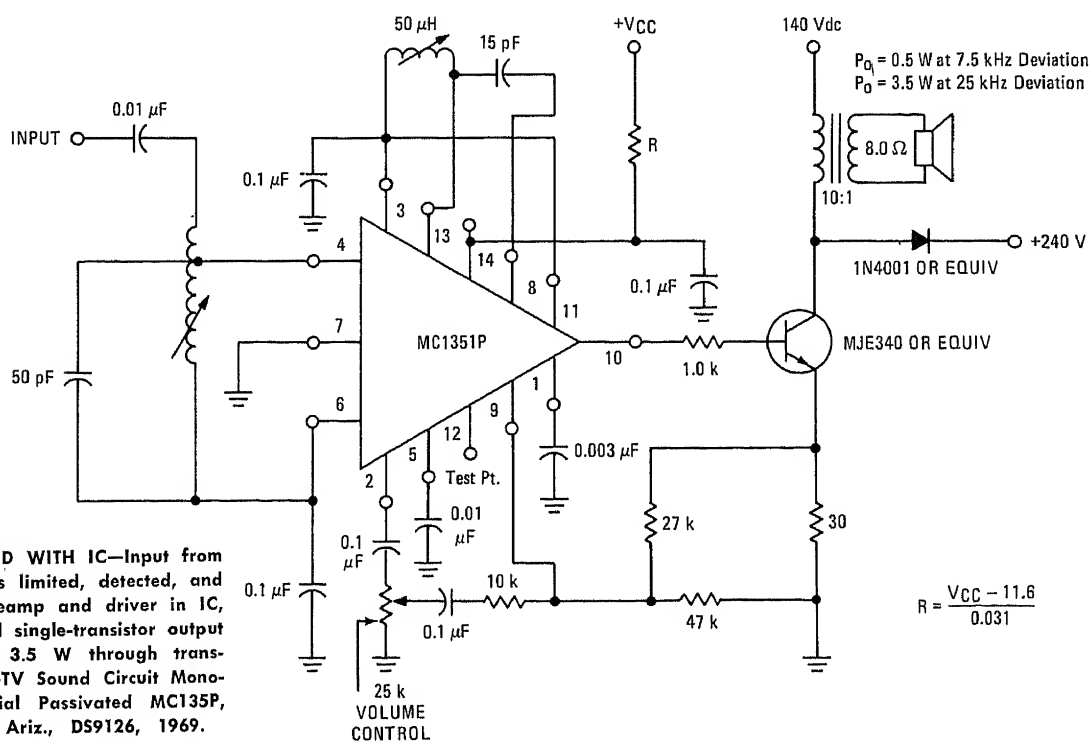 50 μH
15 pF
+VCC
140 Vdc
PO = 0.5 W at 7.5 kHz Deviation
PO = 3.5 W at 25 kHz Deviation
0.01 μF
INPUT
R
8.0 Ω
0.1 μF
10:1
3
13
4
14
8
11
+240 V
1N4001 OR EQUIV
0.1 μF
7
MC1351P
10
1.0 k
MJE340 OR EQUIV
50 pF
6
1
9
12
5
2
Test Pt.
0.003 μF
0.01
μF
27 k
30
0.1
μF
0.1 μF
10 k
0.1 μF
47 k
R = VCC – 11.6
0.031
25 k
VOLUME
CONTROL
D WITH IC—Input from
s limited, detected, and
eamp and driver in IC,
l single-transistor output
3.5 W through trans-
TV Sound Circuit Mono-
ial Passivated MC135P,
Ariz., DS9126, 1969.